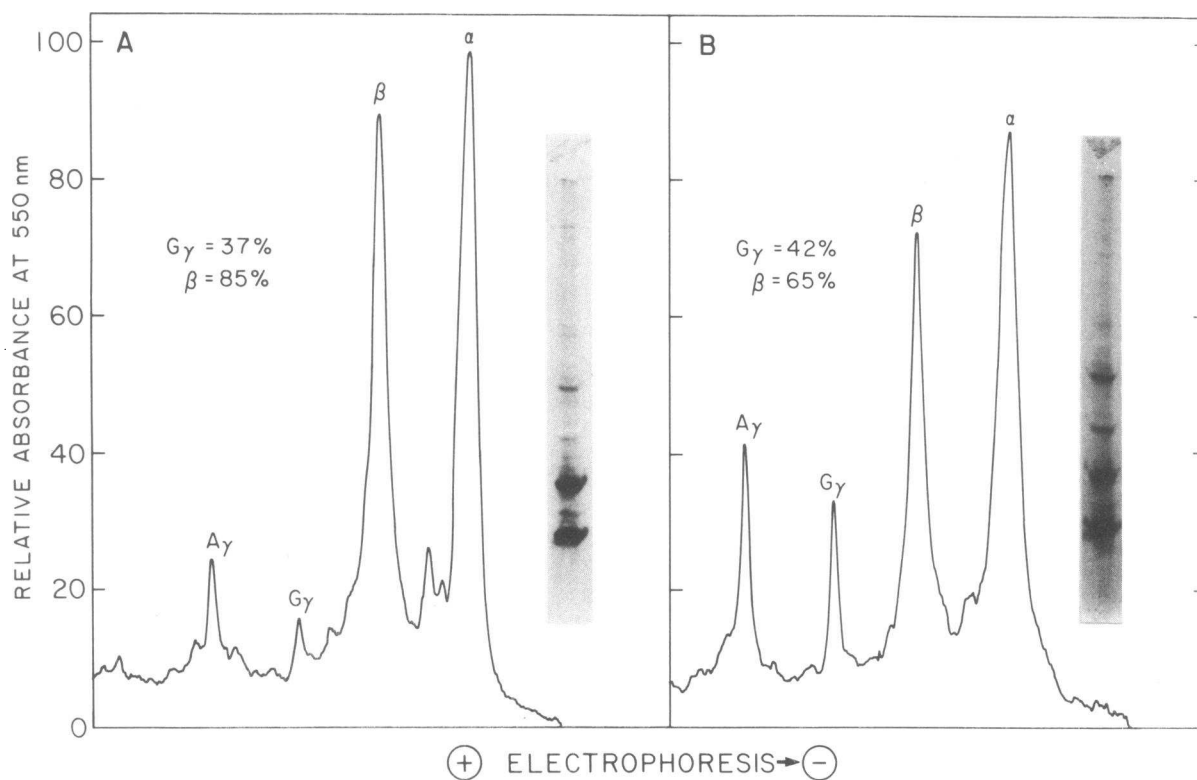 RELATIVE ABSORBANCE AT 550 nm
100
80
60
40
20
0
A
α
β
Gγ = 37%
β = 85%
Aγ
Gγ
B
α
β
Gγ = 42%
β = 65%
Aγ
Gγ
+ ELECTROPHORESIS → −